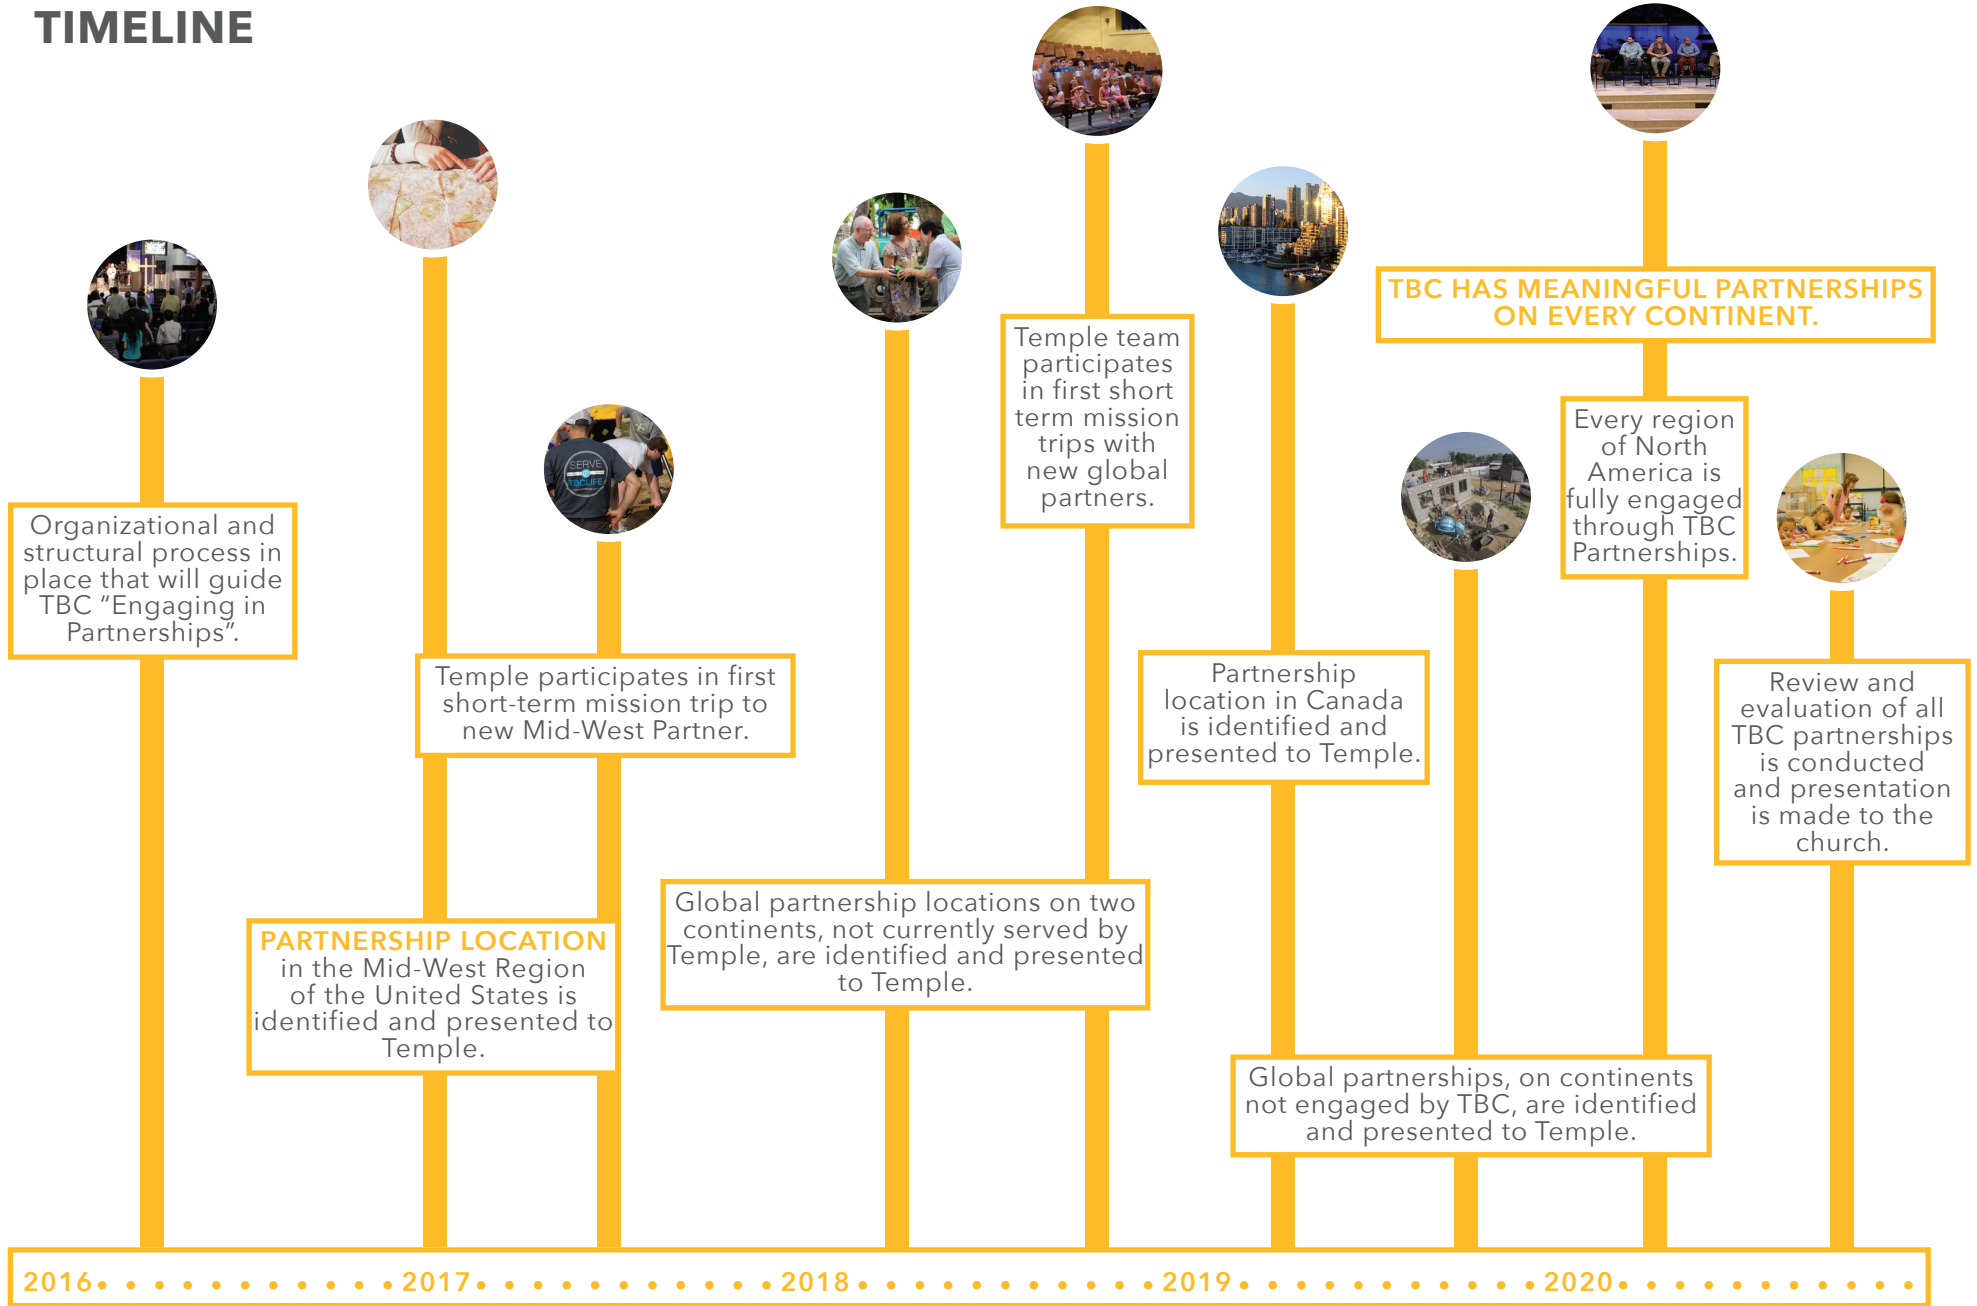 TIMELINE
SERVE
TBCLIFE
Organizational and
structural process in
place that will guide
TBC “Engaging in
Partnerships”.
PARTNERSHIP LOCATION
in the Mid-West Region
of the United States is
identified and presented to
Temple.
Temple participates in first
short-term mission trip to
new Mid-West Partner.
Global partnership locations on two
continents, not currently served by
Temple, are identified and presented
to Temple.
Temple team
participates
in first short
term mission
trips with
new global
partners.
Partnership
location in Canada
is identified and
presented to Temple.
Global partnerships, on continents
not engaged by TBC, are identified
and presented to Temple.
TBC HAS MEANINGFUL PARTNERSHIPS
ON EVERY CONTINENT.
Every region
of North
America is
fully engaged
through TBC
Partnerships.
Review and
evaluation of all
TBC partnerships
is conducted
and presentation
is made to the
church.
2016 2017 2018 2019 2020